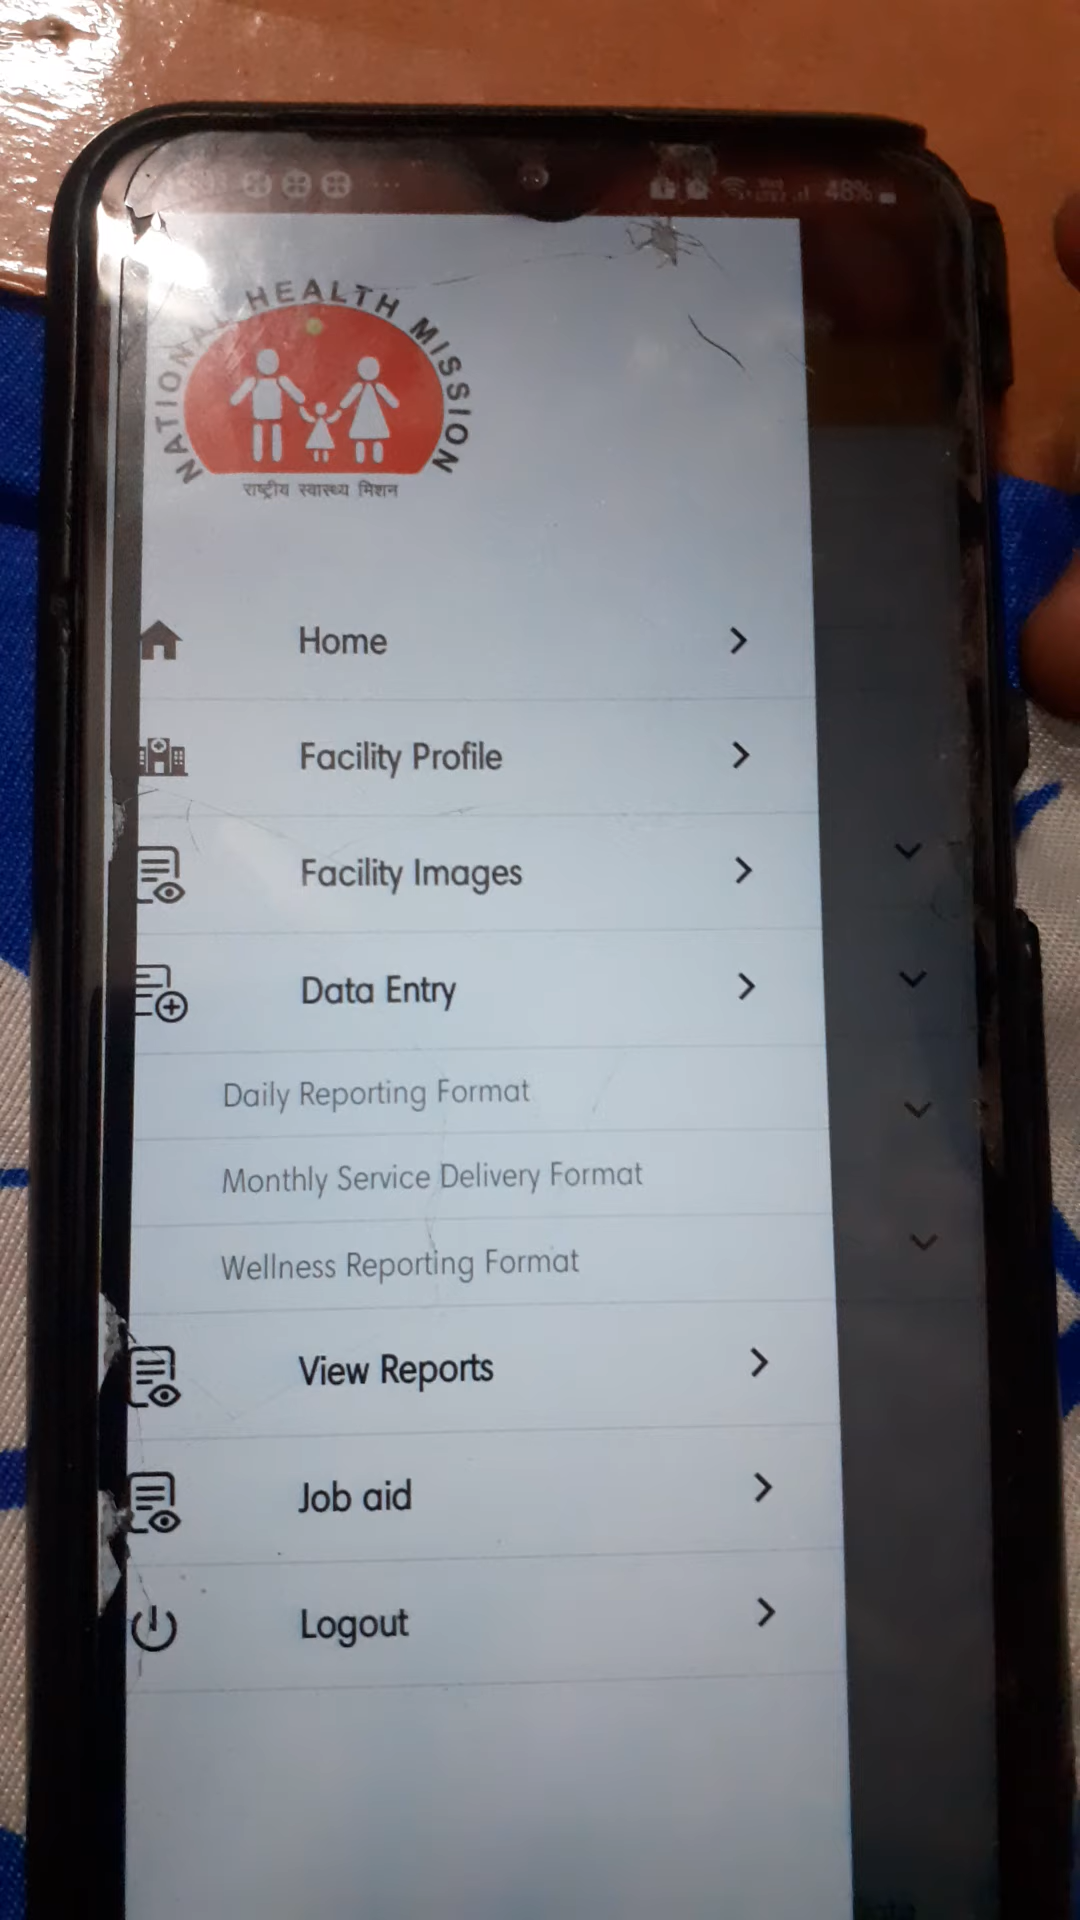 48%
NATIONAL HEALTH MISSION
राष्ट्रीय स्वास्थ्य मिशन
Home
Facility Profile
Facility Images
Data Entry
Daily Reporting Format
Monthly Service Delivery Format
Wellness Reporting Format
View Reports
Job aid
Logout